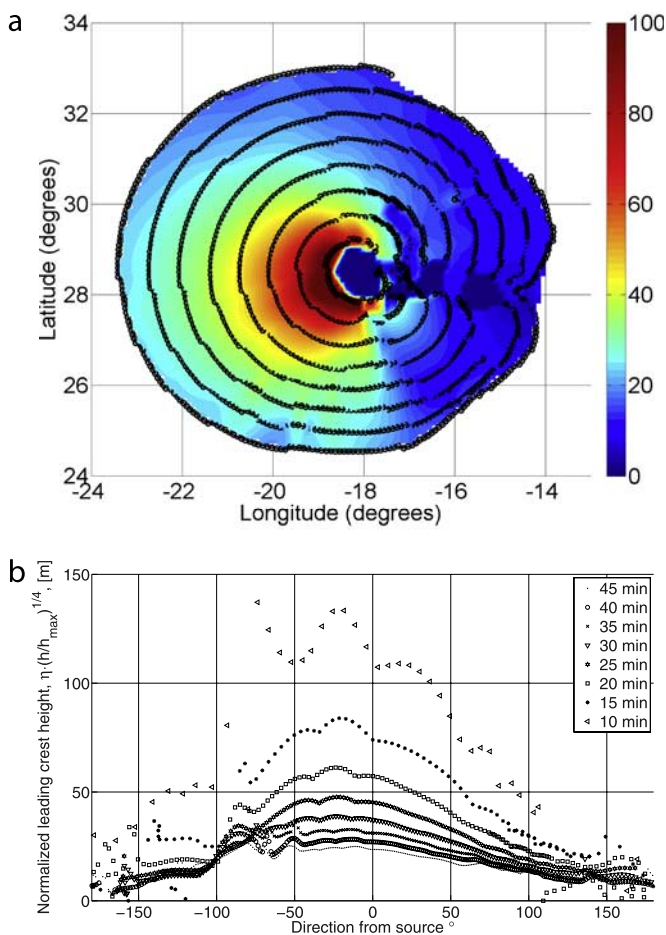 a
34
32
30
28
26
24
Latitude (degrees)
-24 -22 -20 -18 -16 -14
Longitude (degrees)
100
80
60
40
20
0
b
150
100
50
0
Normalized leading crest height, η·(h/hmax)1/4, [m]
−150 −100 −50 0 50 100 150
Direction from source °
45 min
40 min
35 min
30 min
25 min
20 min
15 min
10 min